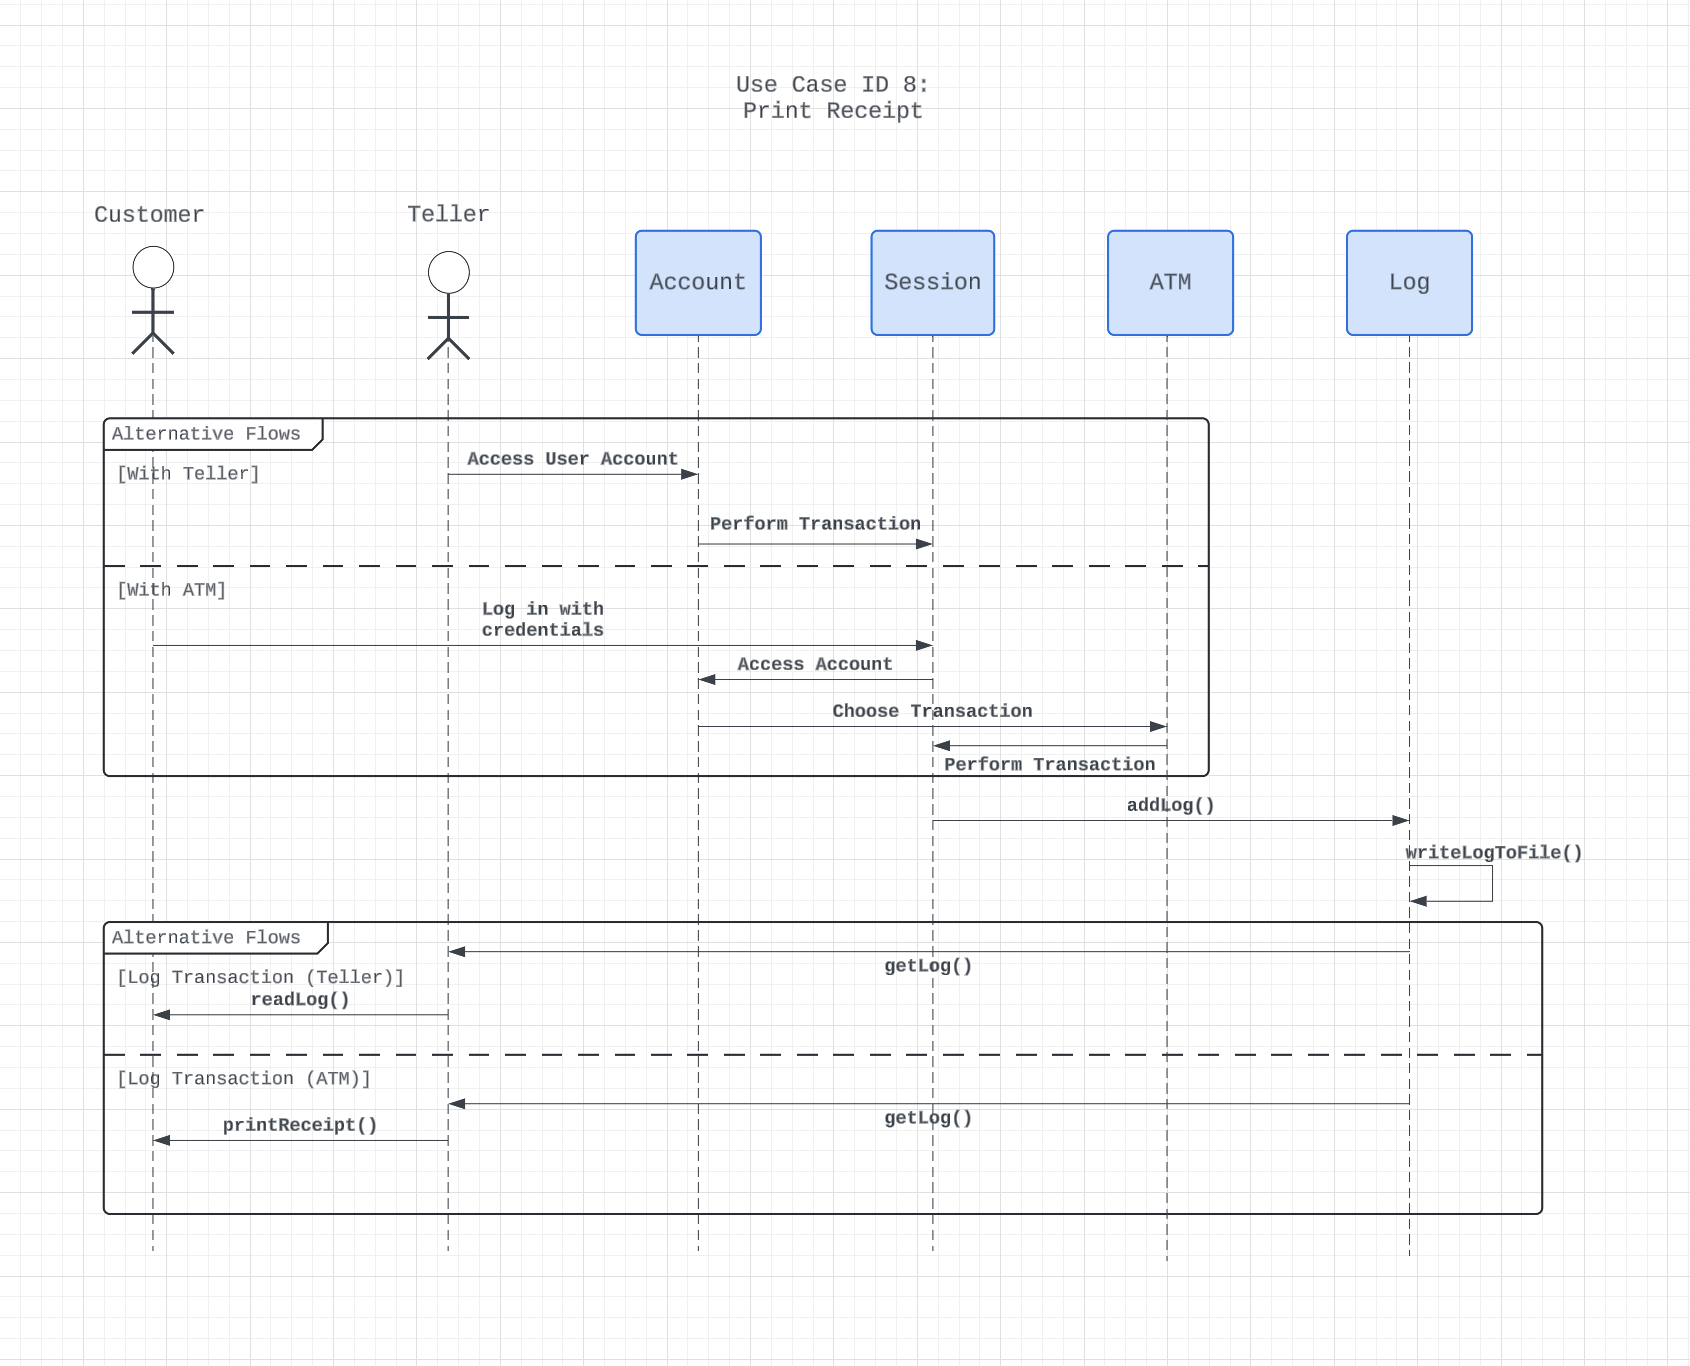 Use Case ID 8:
Print Receipt
Customer
Teller
Account
Session
ATM
Log
Alternative Flows
[With Teller]
Access User Account
Perform Transaction
[With ATM]
Log in with
credentials
Access Account
Choose Transaction
Perform Transaction
addLog()
writeLogToFile()
Alternative Flows
getLog()
[Log Transaction (Teller)]
readLog()
[Log Transaction (ATM)]
getLog()
printReceipt()